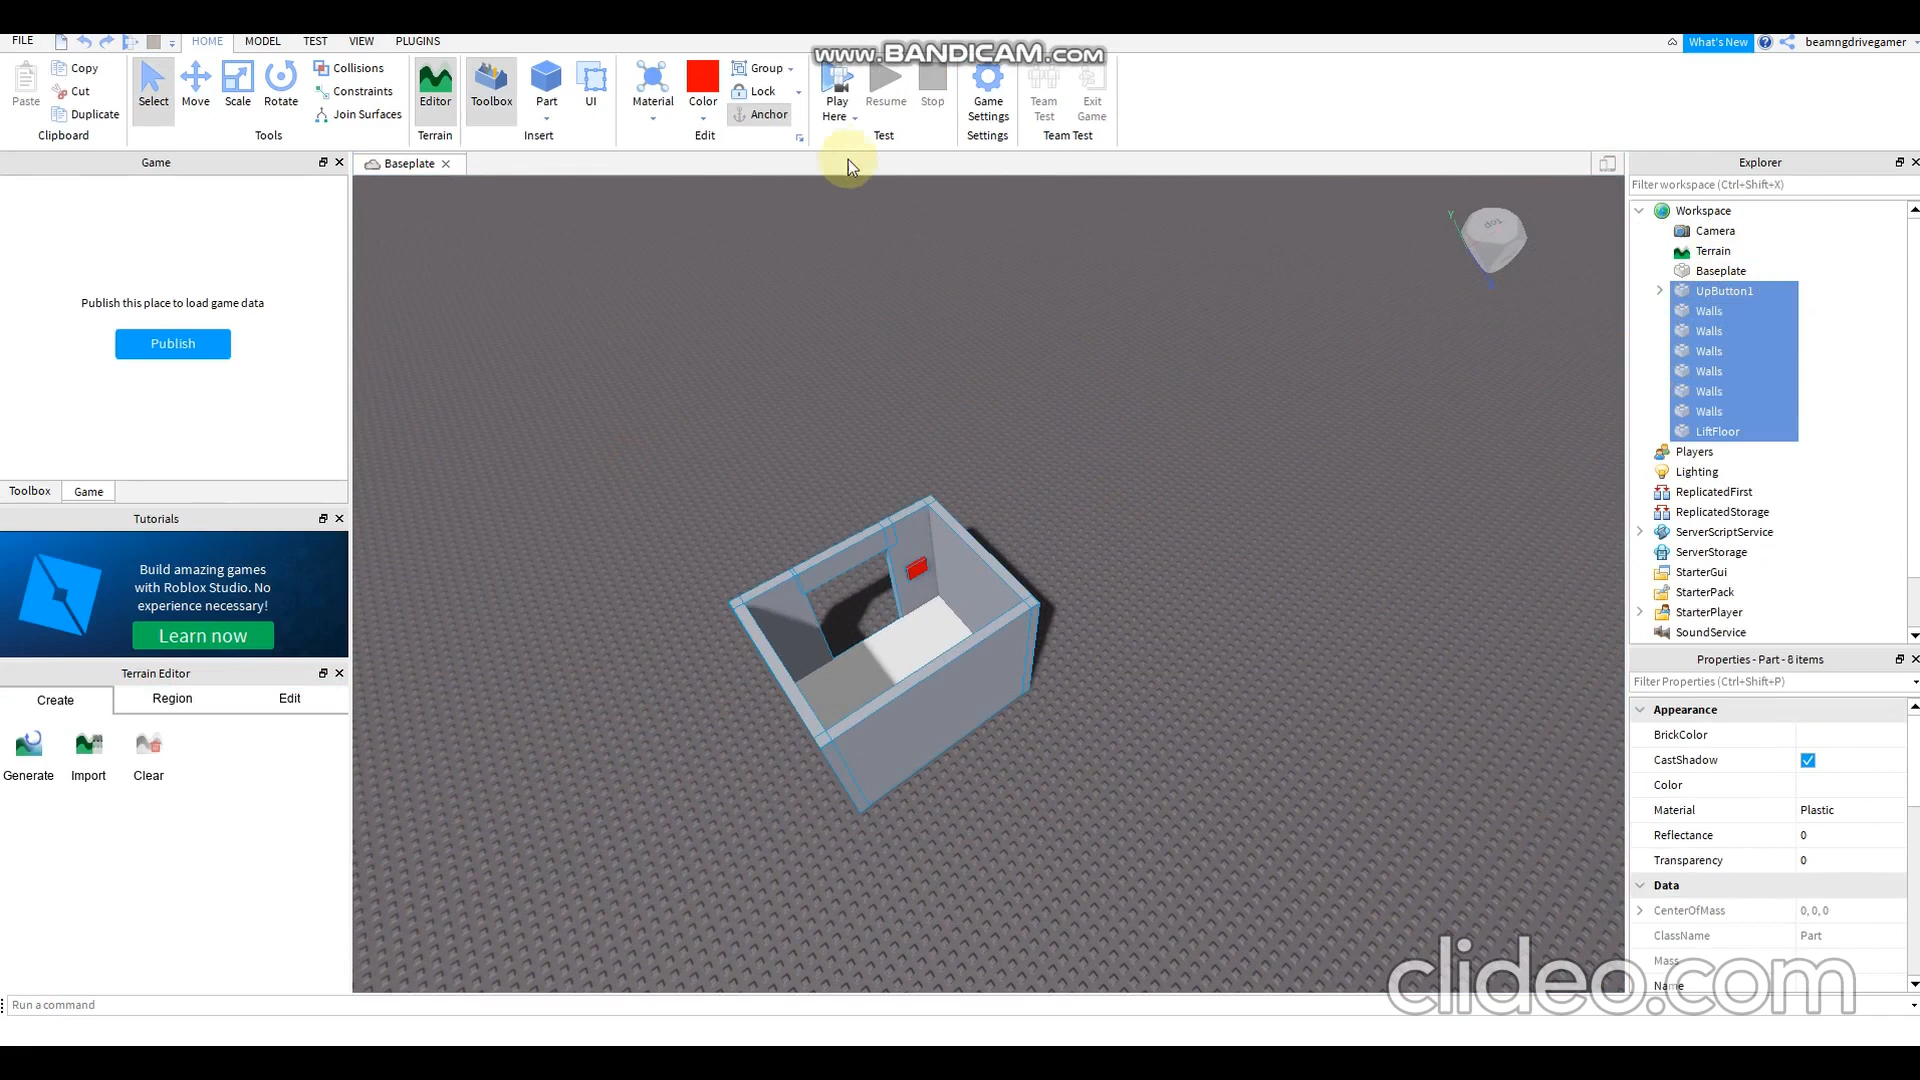 www.BANDICAM.com
FILE HOME MODEL TEST VIEW PLUGINS What's New beamngdrivegamer
Paste Copy Cut Duplicate Clipboard
Select Move Scale Rotate Collisions Constraints Join Surfaces Tools
Editor Terrain
Toolbox Part UI Insert
Material Color Group Lock Anchor Edit
Play Here Resume Stop Test
Game Settings Settings
Team Test Exit Game Team Test
Game
Publish this place to load game data
Publish
Toolbox Game
Tutorials
Build amazing games
with Roblox Studio. No
experience necessary!
Learn now
Terrain Editor
Create Region Edit
Generate Import Clear
Baseplate
TOP
Y
Explorer
Filter workspace (Ctrl+Shift+X)
Workspace
Camera
Terrain
Baseplate
UpButton1
Walls
Walls
Walls
Walls
Walls
Walls
LiftFloor
Players
Lighting
ReplicatedFirst
ReplicatedStorage
ServerScriptService
ServerStorage
StarterGui
StarterPack
StarterPlayer
SoundService
Properties - Part - 8 items
Filter Properties (Ctrl+Shift+P)
Appearance
BrickColor
CastShadow
Color
Material Plastic
Reflectance 0
Transparency 0
Data
CenterOfMass 0, 0, 0
ClassName Part
Mass
Name
clideo.com
Run a command